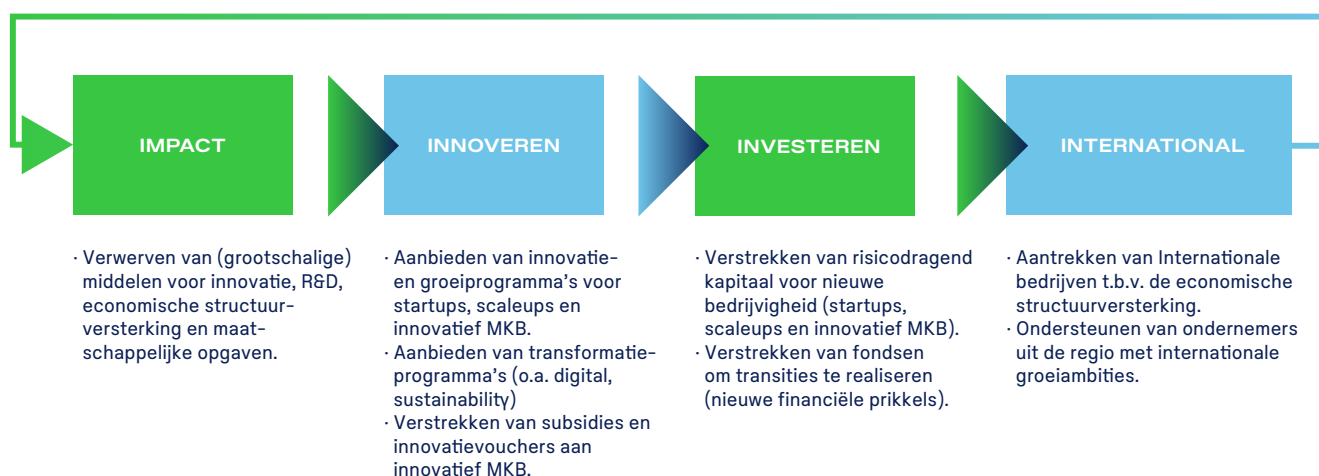 IMPACT
INNOVEREN
INVESTEREN
INTERNATIONAL
· Verwerven van (grootschalige)
middelen voor innovatie, R&D,
economische structuur-
versterking en maat-
schappelijke opgaven.
· Aanbieden van innovatie-
en groeiprogramma's voor
startups, scaleups en
innovatief MKB.
· Aanbieden van transformatie-
programma's (o.a. digital,
sustainability)
· Verstrekken van subsidies en
innovatievouchers aan
innovatief MKB.
· Verstrekken van risicodragend
kapitaal voor nieuwe
bedrijvigheid (startups,
scaleups en innovatief MKB).
· Verstrekken van fondsen
om transities te realiseren
(nieuwe financiële prikkels).
· Aantrekken van Internationale
bedrijven t.b.v. de economische
structuurversterking.
· Ondersteunen van ondernemers
uit de regio met internationale
groeiambities.